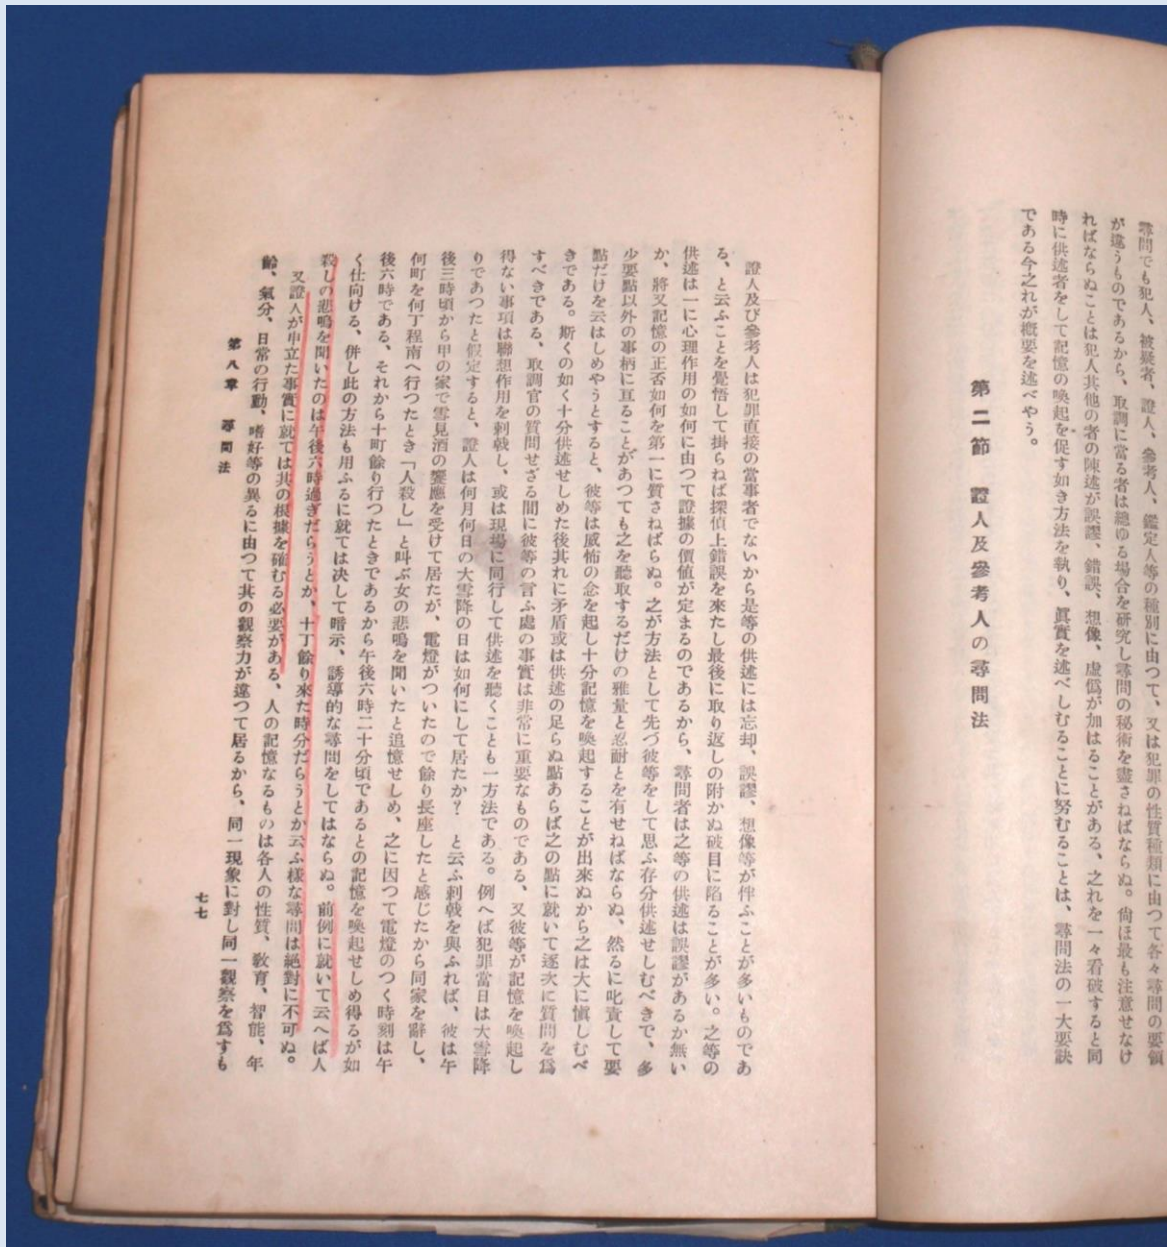 尋問でも犯人、被疑者、證人、參考人、鑑定人等の種別に由つて、又は犯罪の性質種類に由つて各々尋問の要領
が違うものであるから、取調に當る者は總ゆる場合を研究し尋問の秘術を盡さねばならぬ。尙ほ最も注意せなけ
ればならぬことは犯人其他の者の陳述が誤謬、錯誤、想像、虛僞が加はることがある、之れを一々看破すると同
時に供述者をして記憶の喚起を促す如き方法を執り、眞實を述べしむることに努むることは、尋問法の一大要訣
である今之れが槪要を述べやう。
第二節 證人及參考人の尋問法
證人及び參考人は犯罪直接の當事者でないから是等の供述には忘却、誤謬、想像等が伴ふことが多いものであ
る、と云ふことを覺悟して掛らねば探偵上錯誤を來たし最後に取り返しの附かぬ破目に陷ることが多い。之等の
供述は一に心理作用の如何に由つて證據の價値が定まるのであるから、尋問者は之等の供述は誤謬があるか無い
か、將又記憶の正否如何を第一に質さねばらぬ。之が方法として先づ彼等をして思ふ存分供述せしむべきで、多
少要點以外の事柄に亙ることがあつても之を聽取するだけの雅量と忍耐とを有せねばならぬ、然るに叱責して要
點だけを云はしめやうとすると、彼等は威怖の念を起し十分記憶を喚起することが出來ぬから之は大に愼しむべ
きである。斯くの如く十分供述せしめた後其れに矛盾或は供述の足らぬ點あらば之の點に就いて逐次に質問を爲
すべきである、取調官の質問せざる間に彼等の言ふ處の事實は非常に重要なものである、又彼等が記憶を喚起し
得ない事項は聯想作用を刺戟し、或は現場に同行して供述を聽くことも一方法である。例へば犯罪當日は大雪降
りであつたと假定すると、證人は何月何日の大雪降の日は如何にして居たか? と云ふ刺戟を與ふれば、彼は午
後三時頃から甲の家で雪見酒の饗應を受けて居たが、電燈がついたので餘り長座したと感じたから同家を辭し、
何町を何丁程南へ行つたとき「人殺し」と叫ぶ女の悲鳴を聞いたと追憶せしめ、之に因つて電燈のつく時刻は午
後六時である、それから十町餘り行つたときであるから午後六時二十分頃であるとの記憶を喚起せしめ得るが如
く仕向ける、併し此の方法も用ふるに就ては決して暗示、誘導的な尋問をしてはならぬ。前例に就いて云へば人
殺しの悲鳴を聞いたのは午後六時過ぎだらうとか、十丁餘り來た時分だらうとか云ふ樣な尋問は絕對に不可ぬ。
又證人が申立た事實に就ては其の根據を確むる必要がある、人の記憶なるものは各人の性質、敎育、智能、年
齡、氣分、日常の行動、嗜好等の異るに由つて其の觀察力が違つて居るから、同一現象に對し同一觀察を爲すも
第八章 尋問法
七七